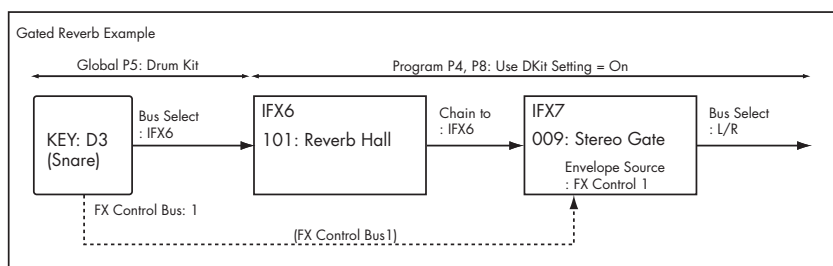 Gated Reverb Example
Global P5: Drum Kit
Program P4, P8: Use DKit Setting = On
KEY: D3
(Snare)
Bus Select
: IFX6
IFX6
101: Reverb Hall
Chain to
: IFX6
IFX7
009: Stereo Gate
Envelope Source
: FX Control 1
Bus Select
: L/R
FX Control Bus: 1
(FX Control Bus1)